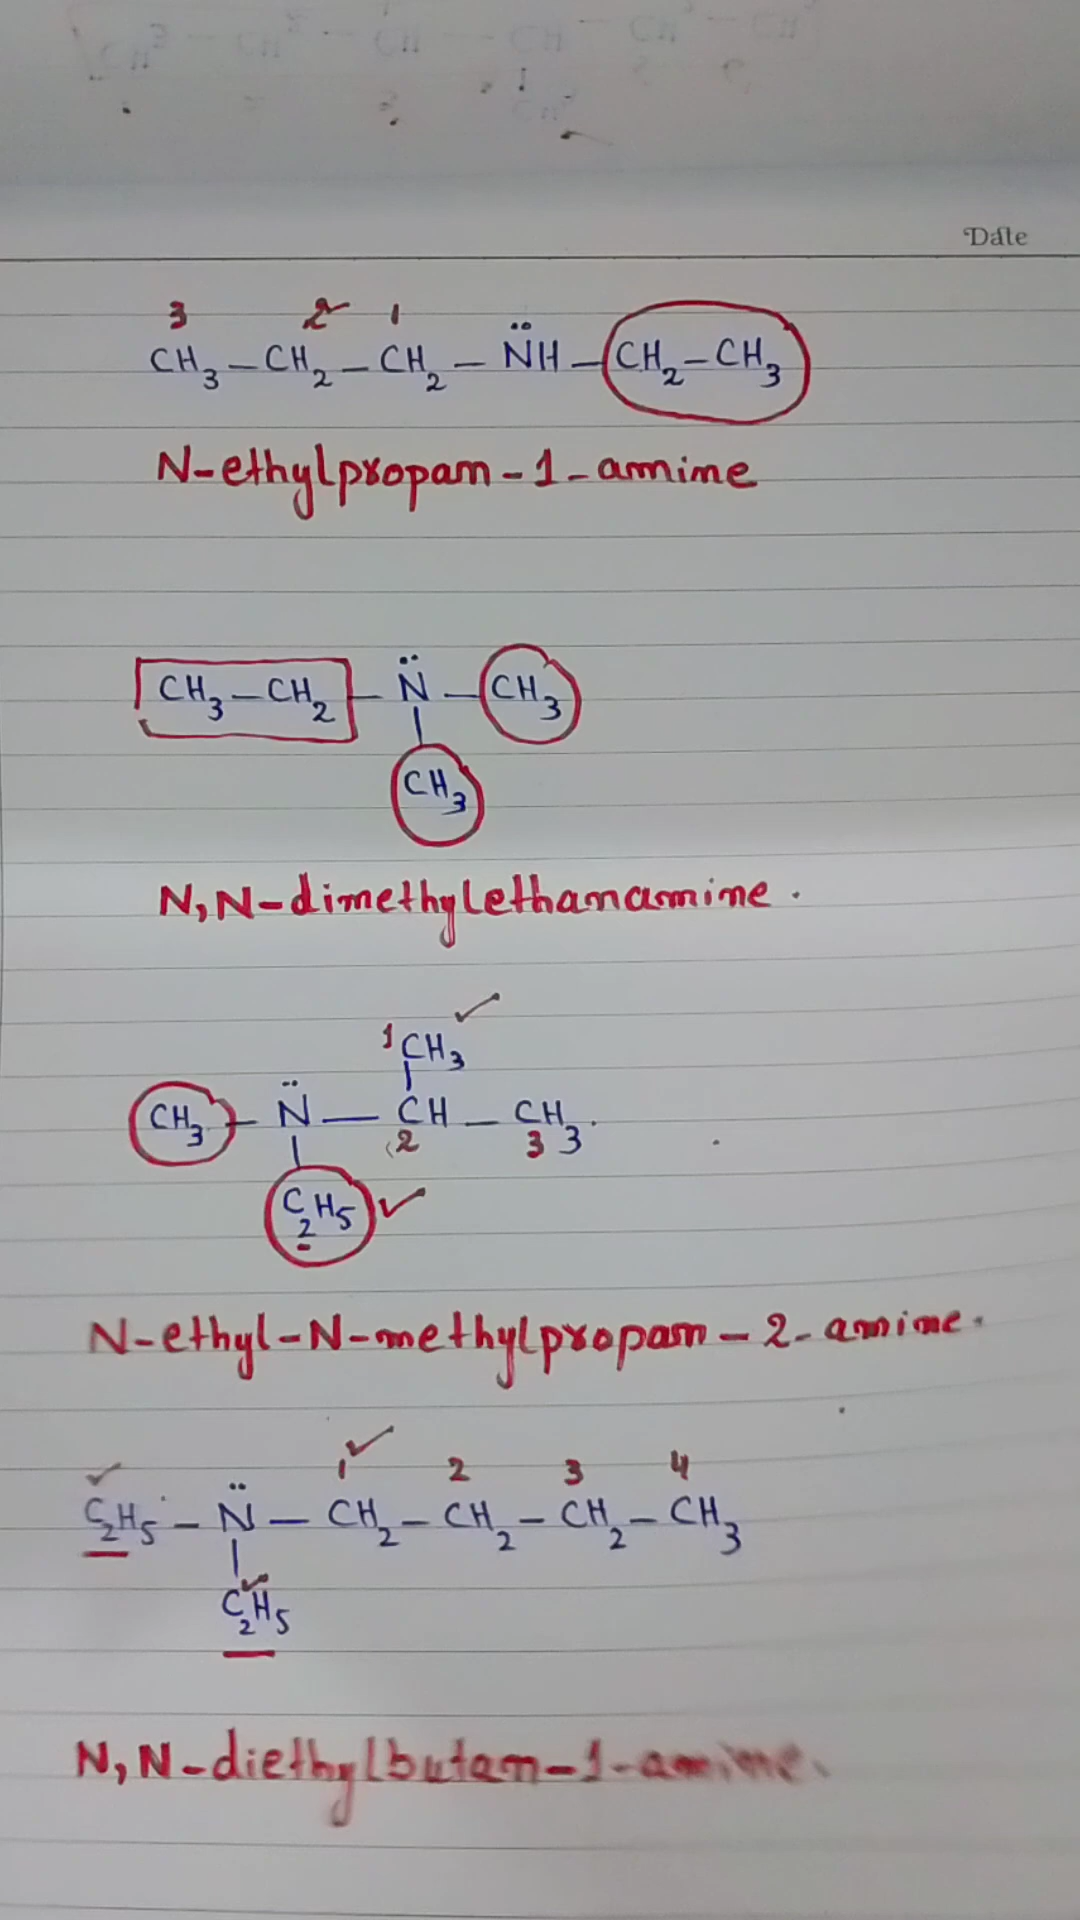 Date
3 2 1
CH3 – CH2 – CH2 – N̈H – CH2 – CH3
N-ethylpropan-1-amine
CH3 – CH2 – N̈ – CH3
|
CH3
N,N-dimethylethanamine.
1 CH3 ✓
|
CH3 – N̈ – CH – CH3.
2 3
|
C2H5 ✓
N-ethyl-N-methylpropan-2-amine.
✓ 1 ✓ 2 3 4
C2H5 – N̈ – CH2 – CH2 – CH2 – CH3
|
C2H5
N,N-diethylbutan-1-amine.